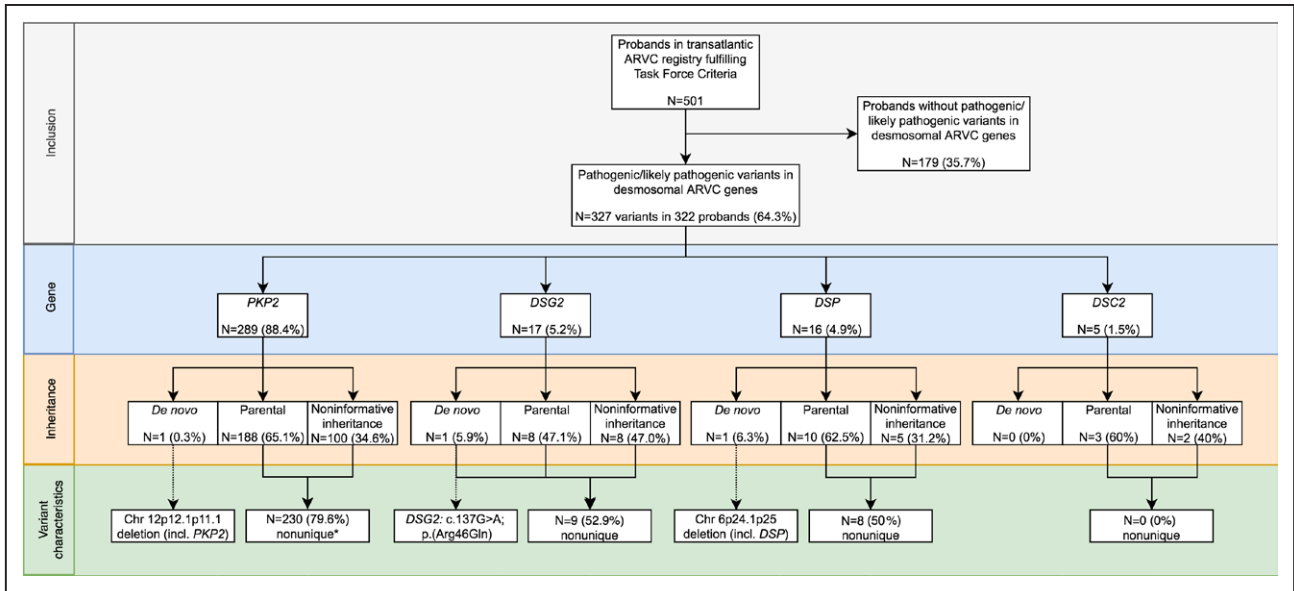 Inclusion
Probands in transatlantic
ARVC registry fulfilling
Task Force Criteria
N=501
Probands without pathogenic/
likely pathogenic variants in
desmosomal ARVC genes
N=179 (35.7%)
Pathogenic/likely pathogenic variants in
desmosomal ARVC genes
N=327 variants in 322 probands (64.3%)
Gene
PKP2
N=289 (88.4%)
DSG2
N=17 (5.2%)
DSP
N=16 (4.9%)
DSC2
N=5 (1.5%)
Inheritance
De novo
N=1 (0.3%)
Parental
N=188 (65.1%)
Noninformative
inheritance
N=100 (34.6%)
De novo
N=1 (5.9%)
Parental
N=8 (47.1%)
Noninformative
inheritance
N=8 (47.0%)
De novo
N=1 (6.3%)
Parental
N=10 (62.5%)
Noninformative
inheritance
N=5 (31.2%)
De novo
N=0 (0%)
Parental
N=3 (60%)
Noninformative
inheritance
N=2 (40%)
Variant
characteristics
Chr 12p12.1p11.1
deletion (incl. PKP2)
N=230 (79.6%)
nonunique*
DSG2: c.137G>A;
p.(Arg46Gln)
N=9 (52.9%)
nonunique
Chr 6p24.1p25
deletion (incl. DSP)
N=8 (50%)
nonunique
N=0 (0%)
nonunique